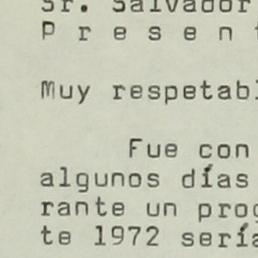 Sr. Salvador
P r e s e n
Muy respetabl
Fue con
algunos días
rante un prog
te 1972 sería